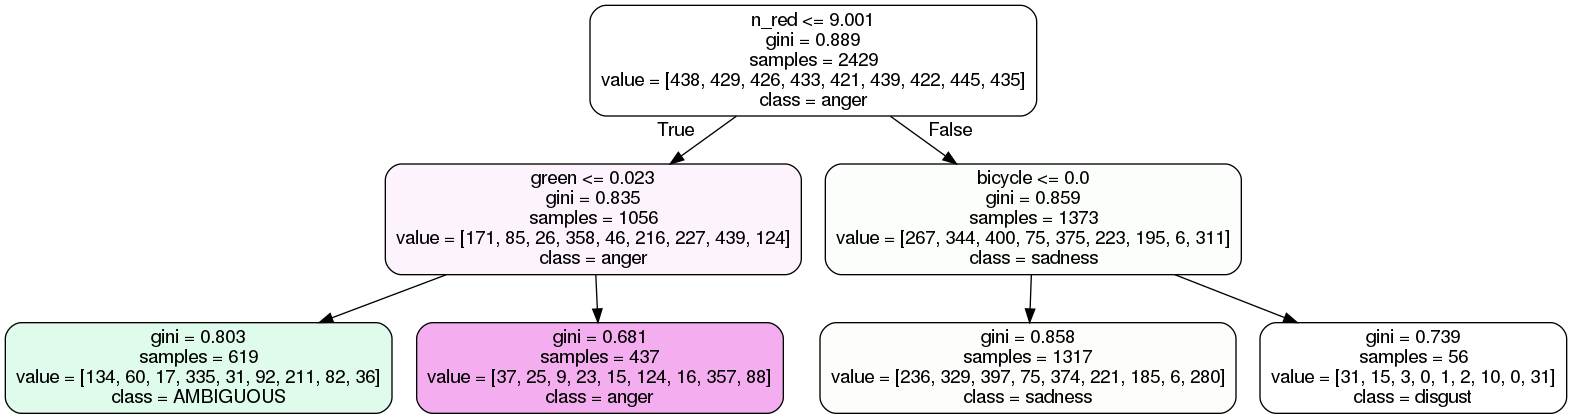 n_red <= 9.001
gini = 0.889
samples = 2429
value = [438, 429, 426, 433, 421, 439, 422, 445, 435]
class = anger
True
False
green <= 0.023
gini = 0.835
samples = 1056
value = [171, 85, 26, 358, 46, 216, 227, 439, 124]
class = anger
bicycle <= 0.0
gini = 0.859
samples = 1373
value = [267, 344, 400, 75, 375, 223, 195, 6, 311]
class = sadness
gini = 0.803
samples = 619
value = [134, 60, 17, 335, 31, 92, 211, 82, 36]
class = AMBIGUOUS
gini = 0.681
samples = 437
value = [37, 25, 9, 23, 15, 124, 16, 357, 88]
class = anger
gini = 0.858
samples = 1317
value = [236, 329, 397, 75, 374, 221, 185, 6, 280]
class = sadness
gini = 0.739
samples = 56
value = [31, 15, 3, 0, 1, 2, 10, 0, 31]
class = disgust